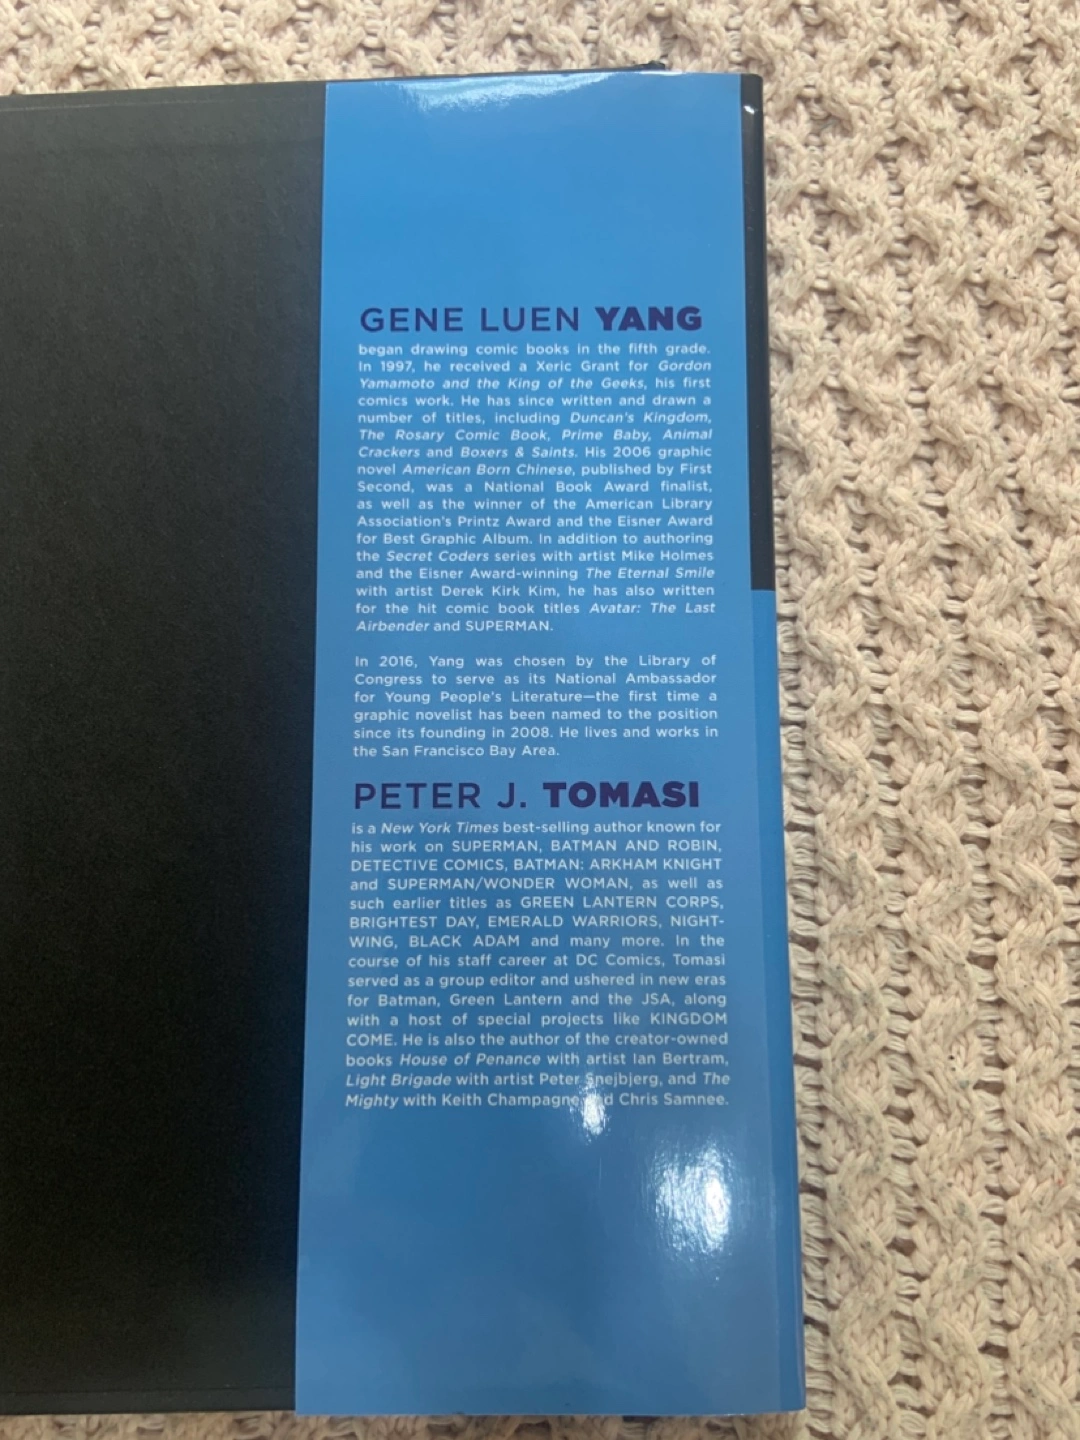 GENE LUEN YANG
began drawing comic books in the fifth grade.
In 1997, he received a Xeric Grant for Gordon
Yamamoto and the King of the Geeks, his first
comics work. He has since written and drawn a
number of titles, including Duncan's Kingdom,
The Rosary Comic Book, Prime Baby, Animal
Crackers and Boxers & Saints. His 2006 graphic
novel American Born Chinese, published by First
Second, was a National Book Award finalist,
as well as the winner of the American Library
Association's Printz Award and the Eisner Award
for Best Graphic Album. In addition to authoring
the Secret Coders series with artist Mike Holmes
and the Eisner Award-winning The Eternal Smile
with artist Derek Kirk Kim, he has also written
for the hit comic book titles Avatar: The Last
Airbender and SUPERMAN.
In 2016, Yang was chosen by the Library of
Congress to serve as its National Ambassador
for Young People's Literature—the first time a
graphic novelist has been named to the position
since its founding in 2008. He lives and works in
the San Francisco Bay Area.
PETER J. TOMASI
is a New York Times best-selling author known for
his work on SUPERMAN, BATMAN AND ROBIN,
DETECTIVE COMICS, BATMAN: ARKHAM KNIGHT
and SUPERMAN/WONDER WOMAN, as well as
such earlier titles as GREEN LANTERN CORPS,
BRIGHTEST DAY, EMERALD WARRIORS, NIGHT-
WING, BLACK ADAM and many more. In the
course of his staff career at DC Comics, Tomasi
served as a group editor and ushered in new eras
for Batman, Green Lantern and the JSA, along
with a host of special projects like KINGDOM
COME. He is also the author of the creator-owned
books House of Penance with artist Ian Bertram,
Light Brigade with artist Peter Snejbjerg, and The
Mighty with Keith Champagne and Chris Samnee.